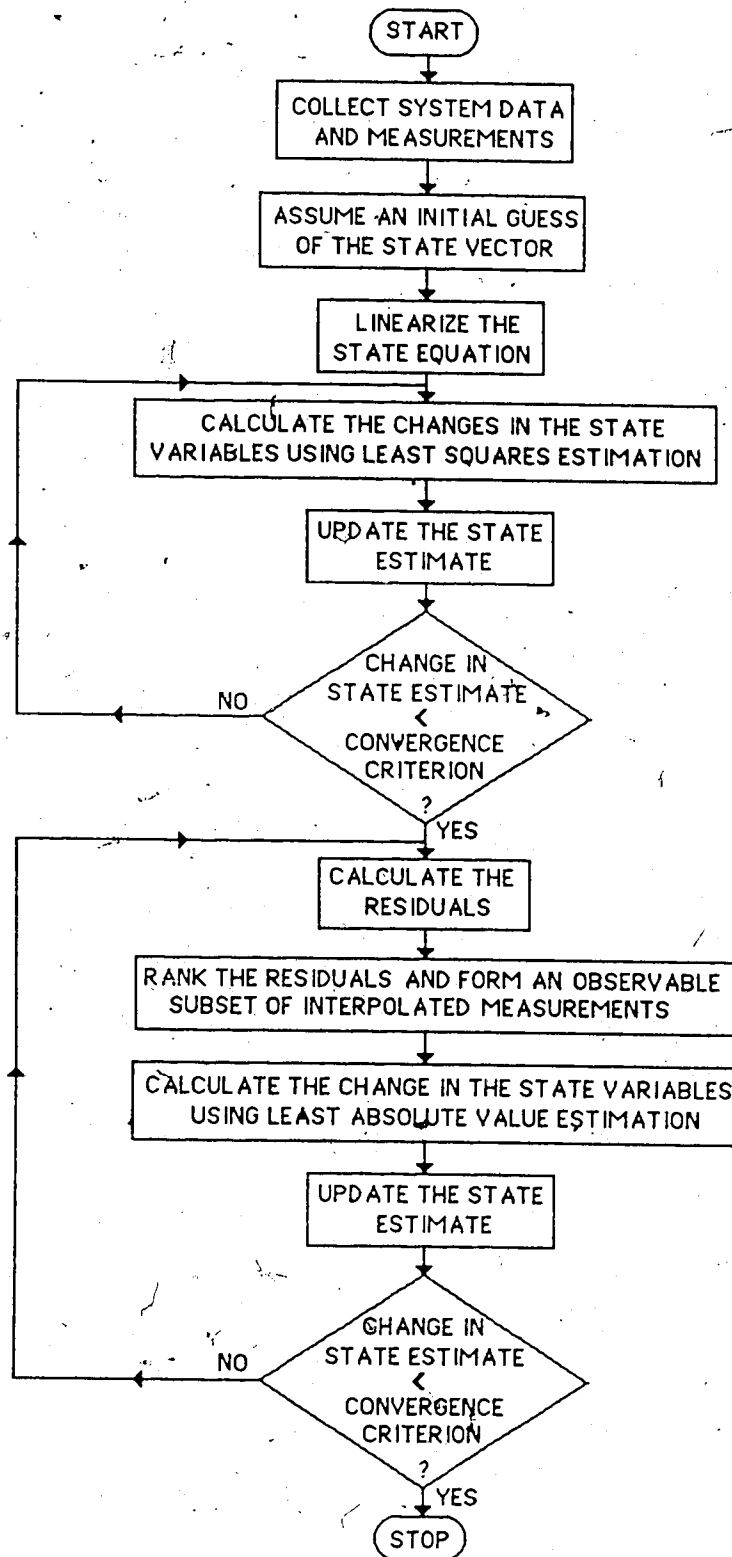 START
COLLECT SYSTEM DATA
AND MEASUREMENTS
ASSUME AN INITIAL GUESS
OF THE STATE VECTOR
LINEARIZE THE
STATE EQUATION
CALCULATE THE CHANGES IN THE STATE
VARIABLES USING LEAST SQUARES ESTIMATION
UPDATE THE STATE
ESTIMATE
CHANGE IN
STATE ESTIMATE
<
CONVERGENCE
CRITERION
?
NO
YES
CALCULATE THE
RESIDUALS
RANK THE RESIDUALS AND FORM AN OBSERVABLE
SUBSET OF INTERPOLATED MEASUREMENTS
CALCULATE THE CHANGE IN THE STATE VARIABLES
USING LEAST ABSOLUTE VALUE ESTIMATION
UPDATE THE STATE
ESTIMATE
CHANGE IN
STATE ESTIMATE
<
CONVERGENCE
CRITERION
?
NO
YES
STOP